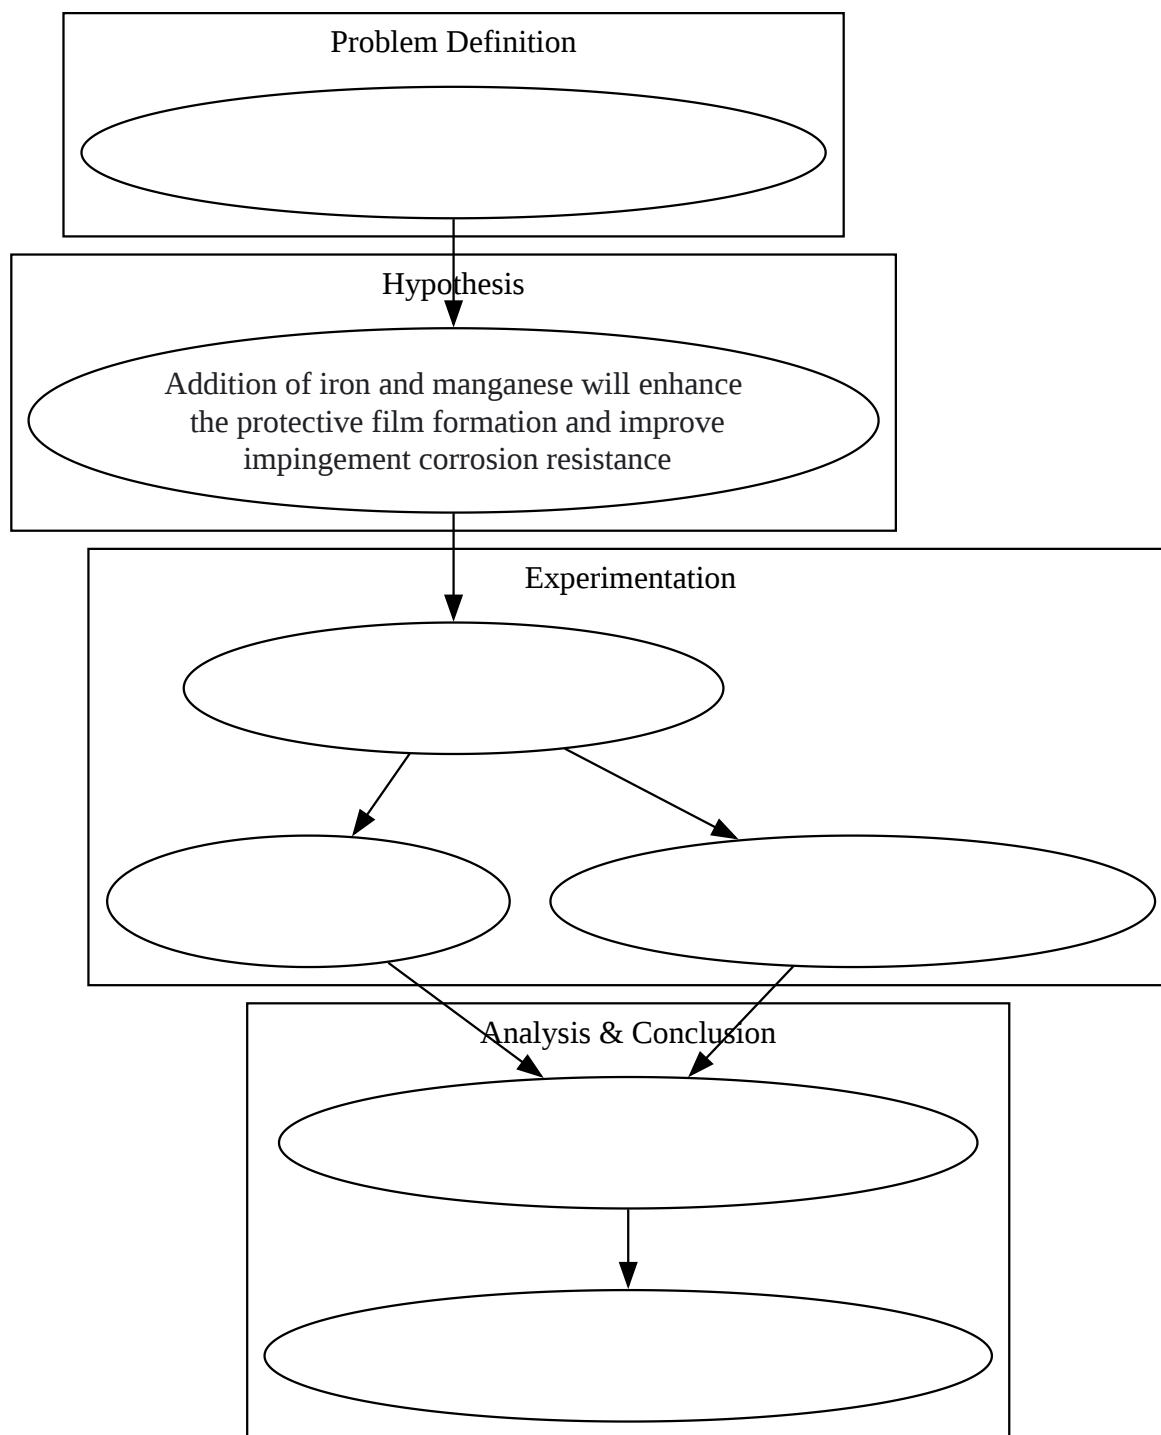 Problem Definition
Hypothesis
Addition of iron and manganese will enhance
the protective film formation and improve
impingement corrosion resistance
Experimentation
Analysis & Conclusion